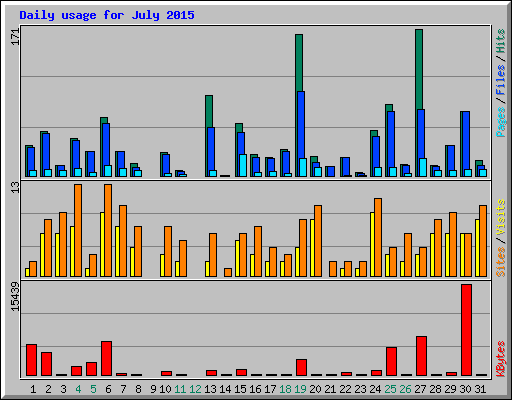 Daily usage for July 2015
171
Pages / Files / Hits
13
Sites / Visits
15439
KBytes
1 2 3 4 5 6 7 8 9 10 11 12 13 14 15 16 17 18 19 20 21 22 23 24 25 26 27 28 29 30 31